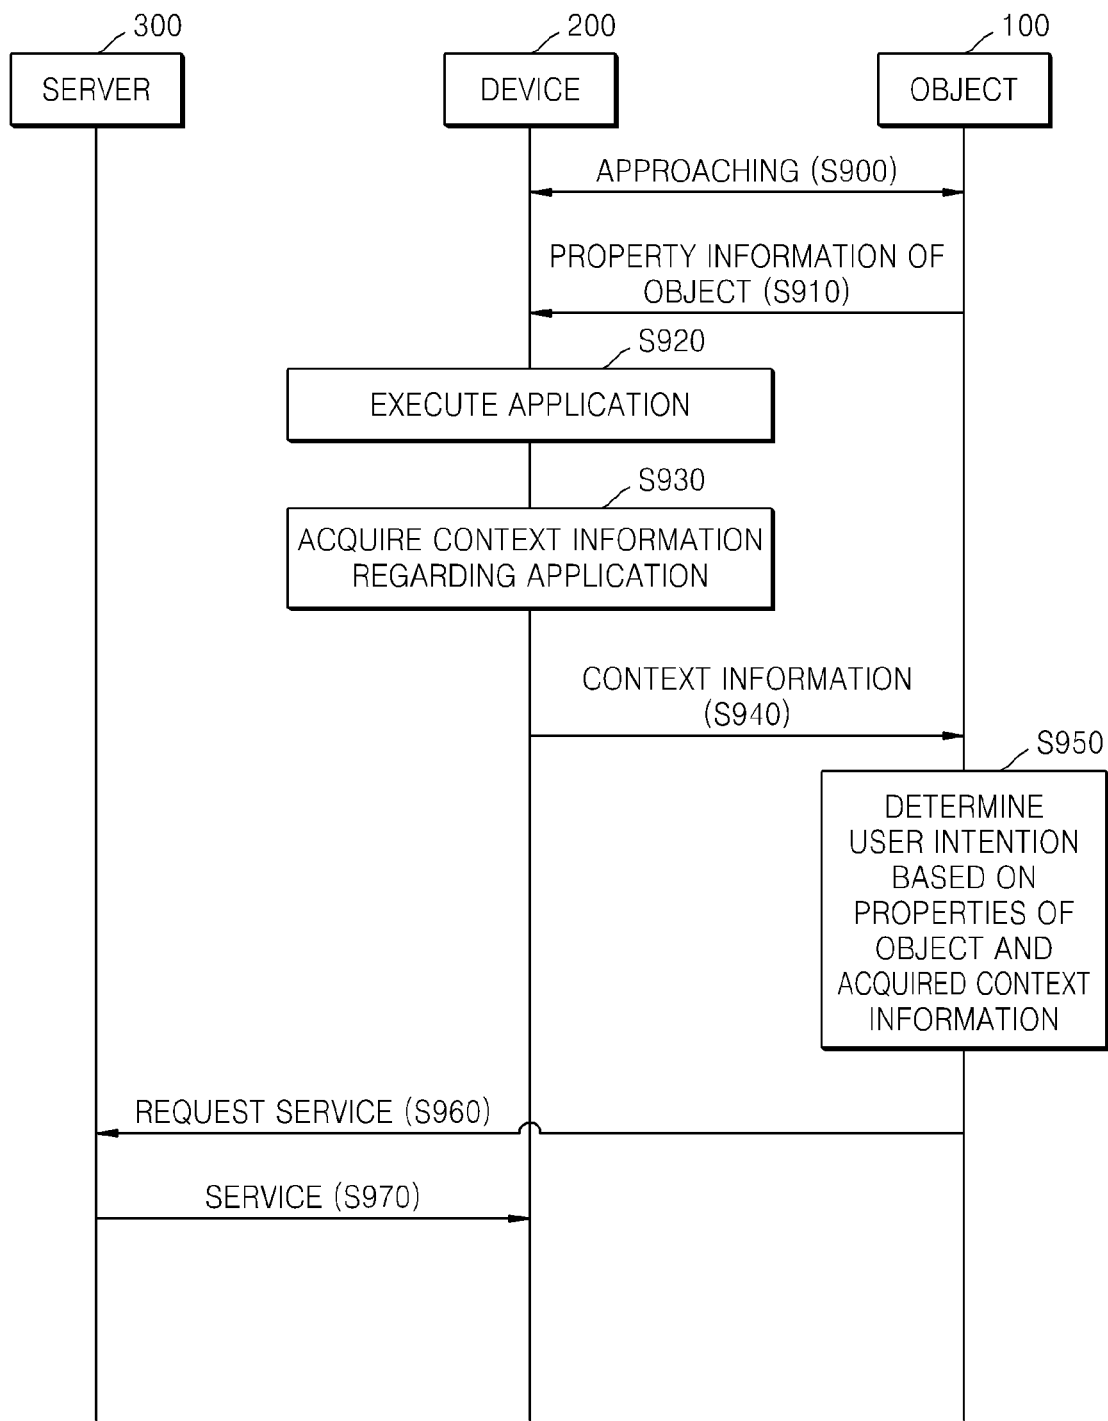 300
200
100
SERVER
DEVICE
OBJECT
APPROACHING (S900)
PROPERTY INFORMATION OF
OBJECT (S910)
S920
EXECUTE APPLICATION
S930
ACQUIRE CONTEXT INFORMATION
REGARDING APPLICATION
CONTEXT INFORMATION
(S940)
S950
DETERMINE
USER INTENTION
BASED ON
PROPERTIES OF
OBJECT AND
ACQUIRED CONTEXT
INFORMATION
REQUEST SERVICE (S960)
SERVICE (S970)